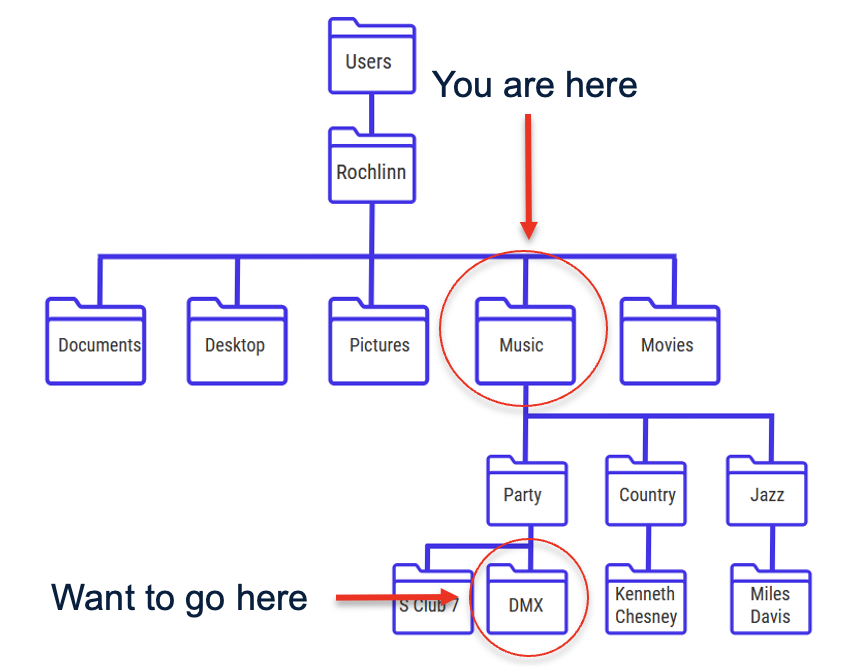 Users
You are here
Rochlinn
Documents
Desktop
Pictures
Music
Movies
Party
Country
Jazz
Want to go here
S Club 7
DMX
Kenneth
Chesney
Miles
Davis